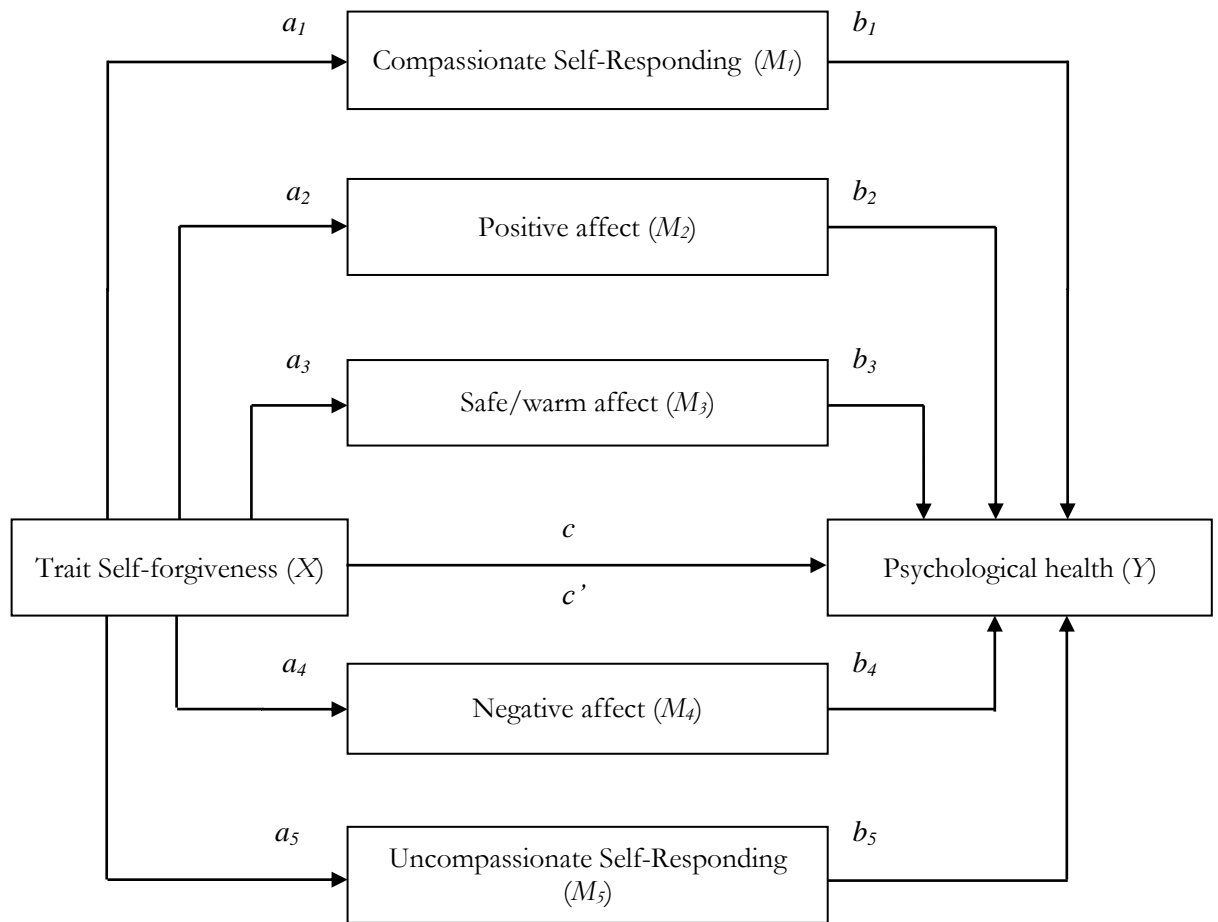 a₁ b₁
Compassionate Self-Responding (M₁)
a₂ b₂
Positive affect (M₂)
a₃ b₃
Safe/warm affect (M₃)
c
Trait Self-forgiveness (X) Psychological health (Y)
c’
a₄ b₄
Negative affect (M₄)
a₅ b₅
Uncompassionate Self-Responding
(M₅)